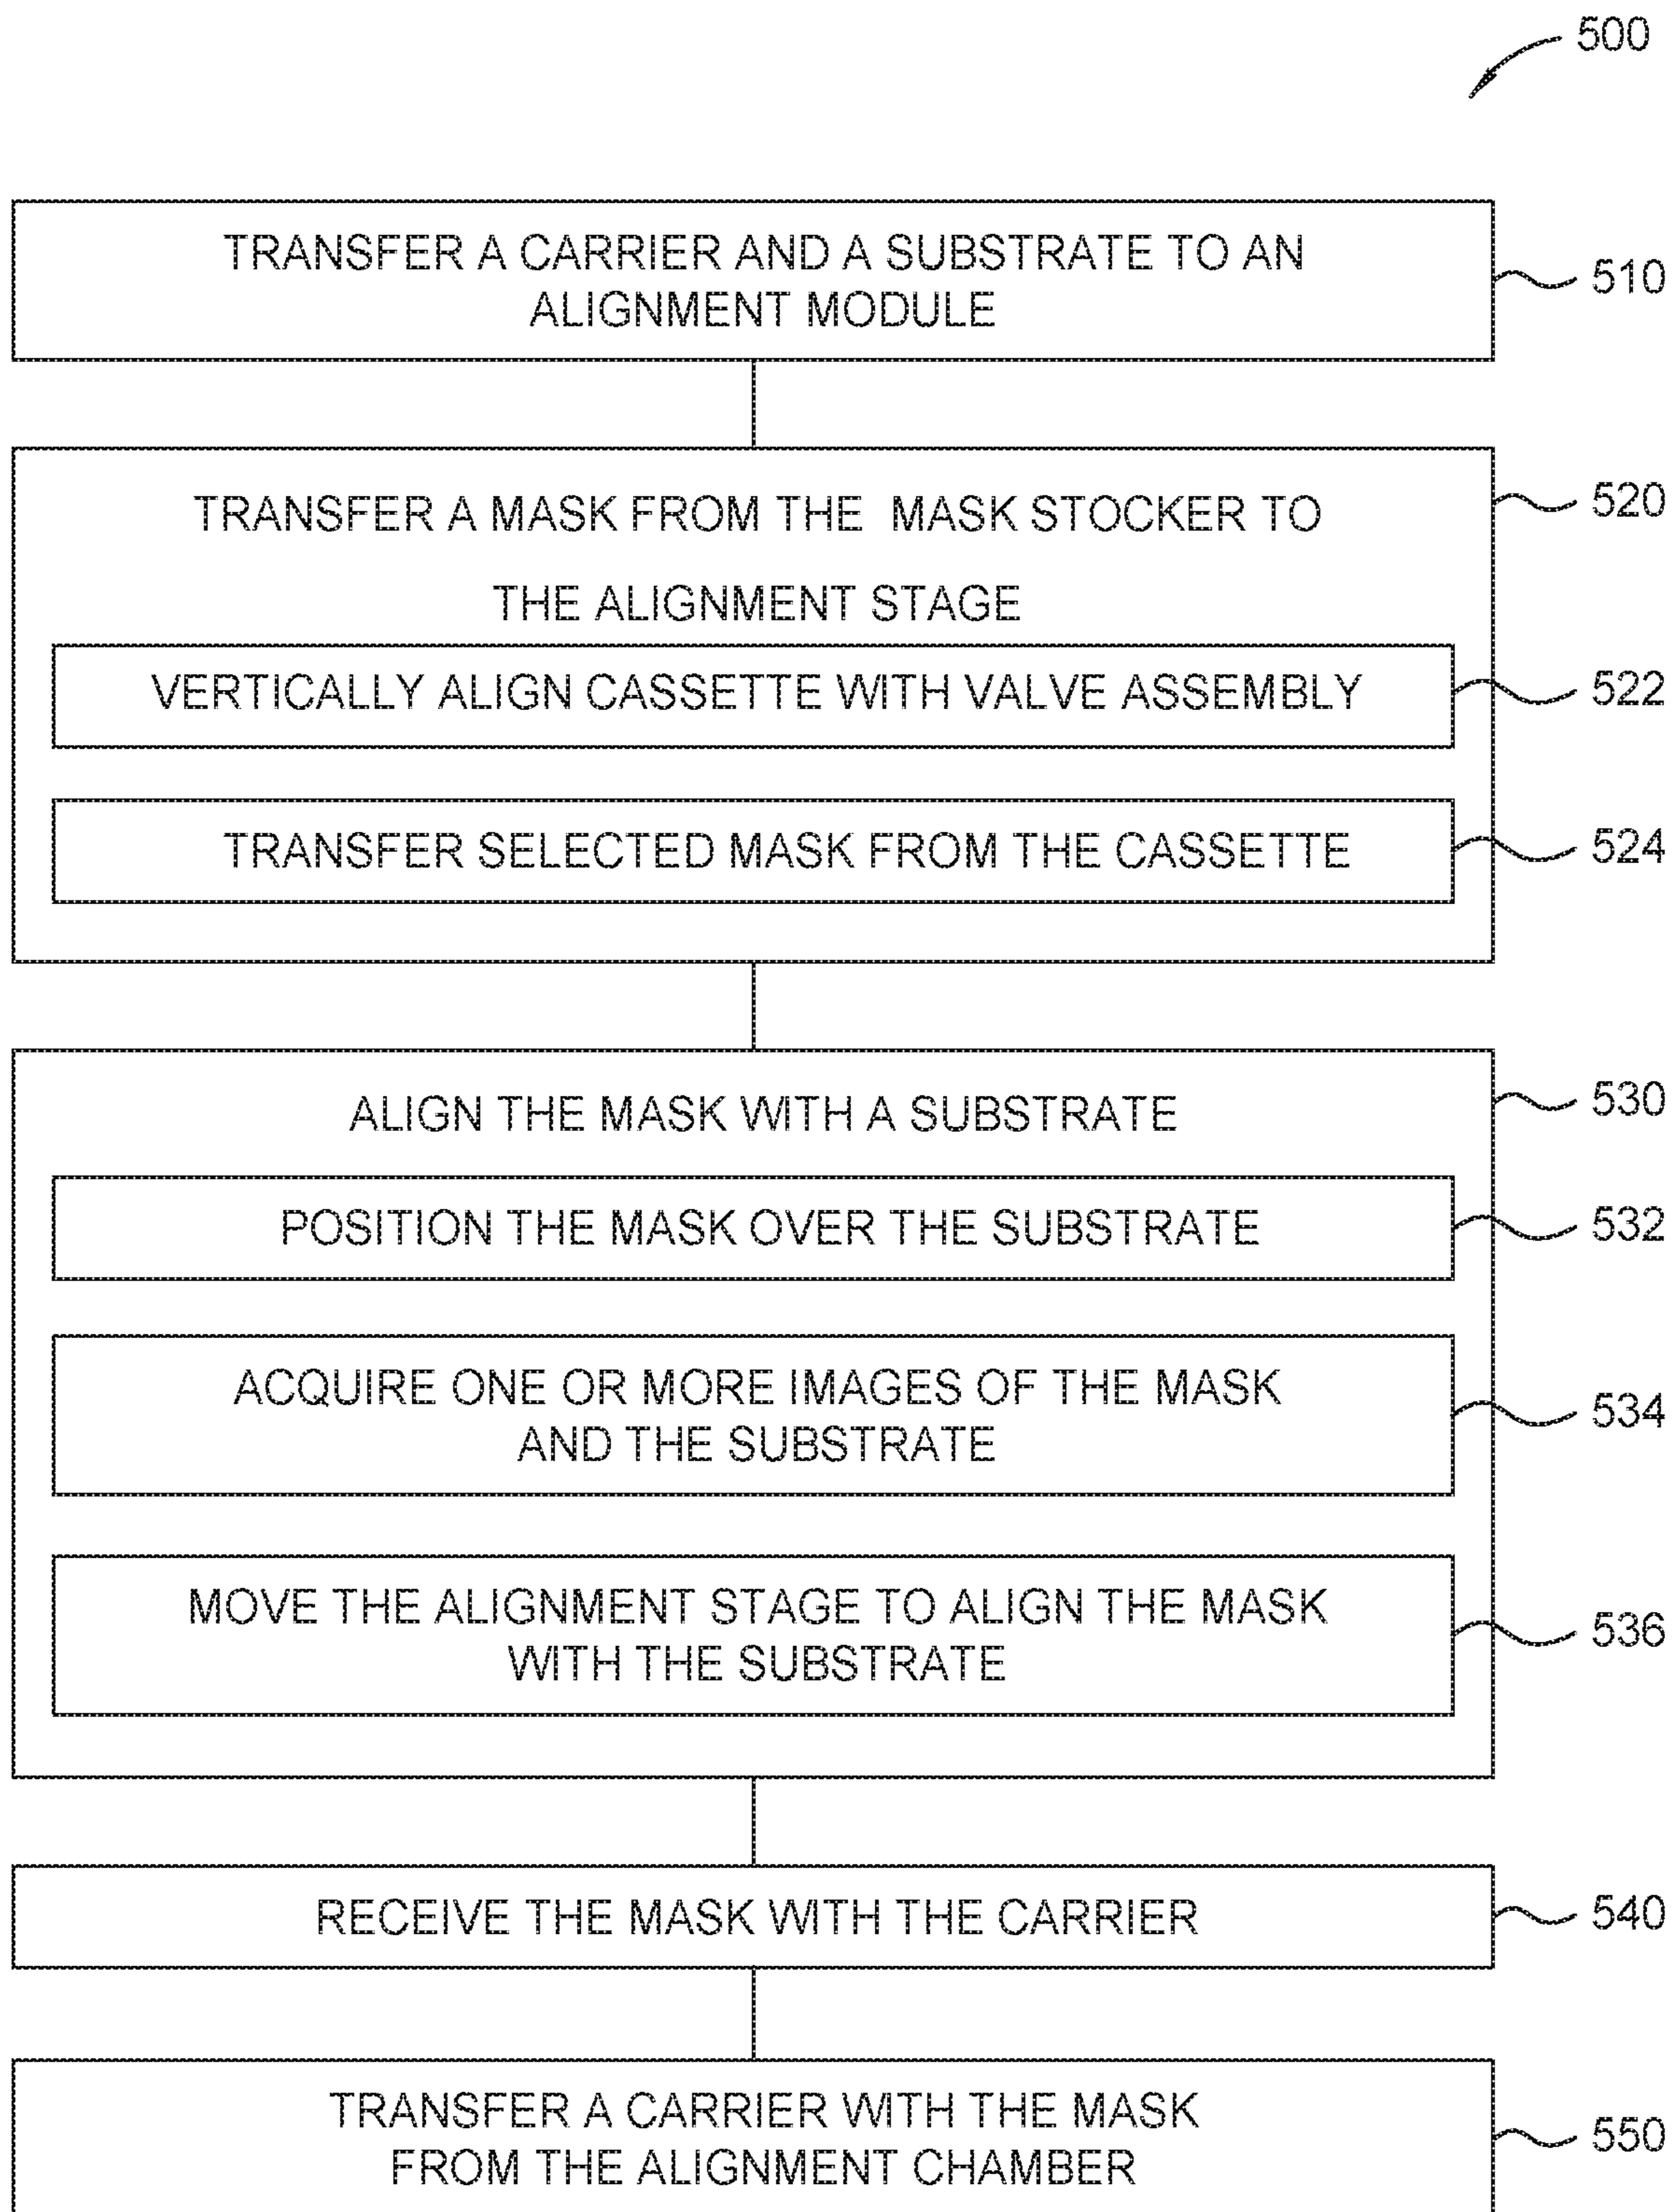 500
TRANSFER A CARRIER AND A SUBSTRATE TO AN
ALIGNMENT MODULE
510
TRANSFER A MASK FROM THE MASK STOCKER TO
THE ALIGNMENT STAGE
520
VERTICALLY ALIGN CASSETTE WITH VALVE ASSEMBLY
522
TRANSFER SELECTED MASK FROM THE CASSETTE
524
ALIGN THE MASK WITH A SUBSTRATE
530
POSITION THE MASK OVER THE SUBSTRATE
532
ACQUIRE ONE OR MORE IMAGES OF THE MASK
AND THE SUBSTRATE
534
MOVE THE ALIGNMENT STAGE TO ALIGN THE MASK
WITH THE SUBSTRATE
536
RECEIVE THE MASK WITH THE CARRIER
540
TRANSFER A CARRIER WITH THE MASK
FROM THE ALIGNMENT CHAMBER
550